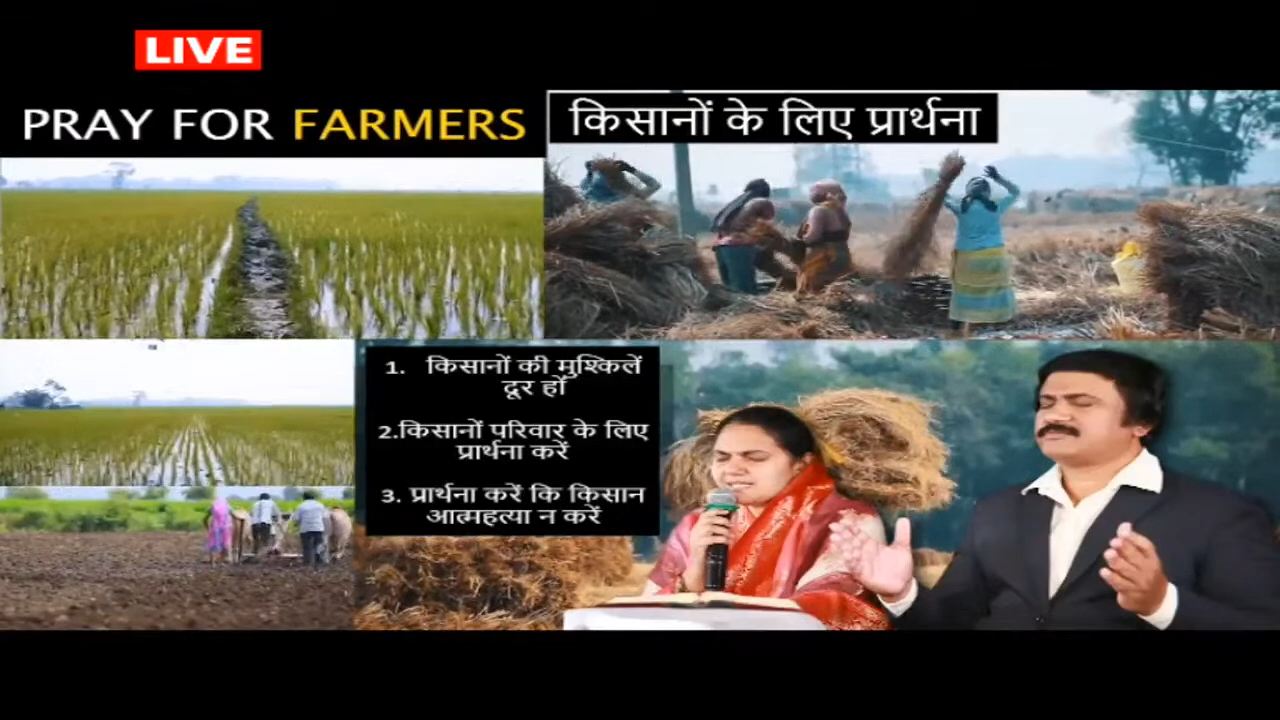 LIVE
PRAY FOR FARMERS
किसानों के लिए प्रार्थना
1. किसानों की मुश्किलें
दूर हों
2.किसानों परिवार के लिए
प्रार्थना करें
3. प्रार्थना करें कि किसान
आत्महत्या न करें